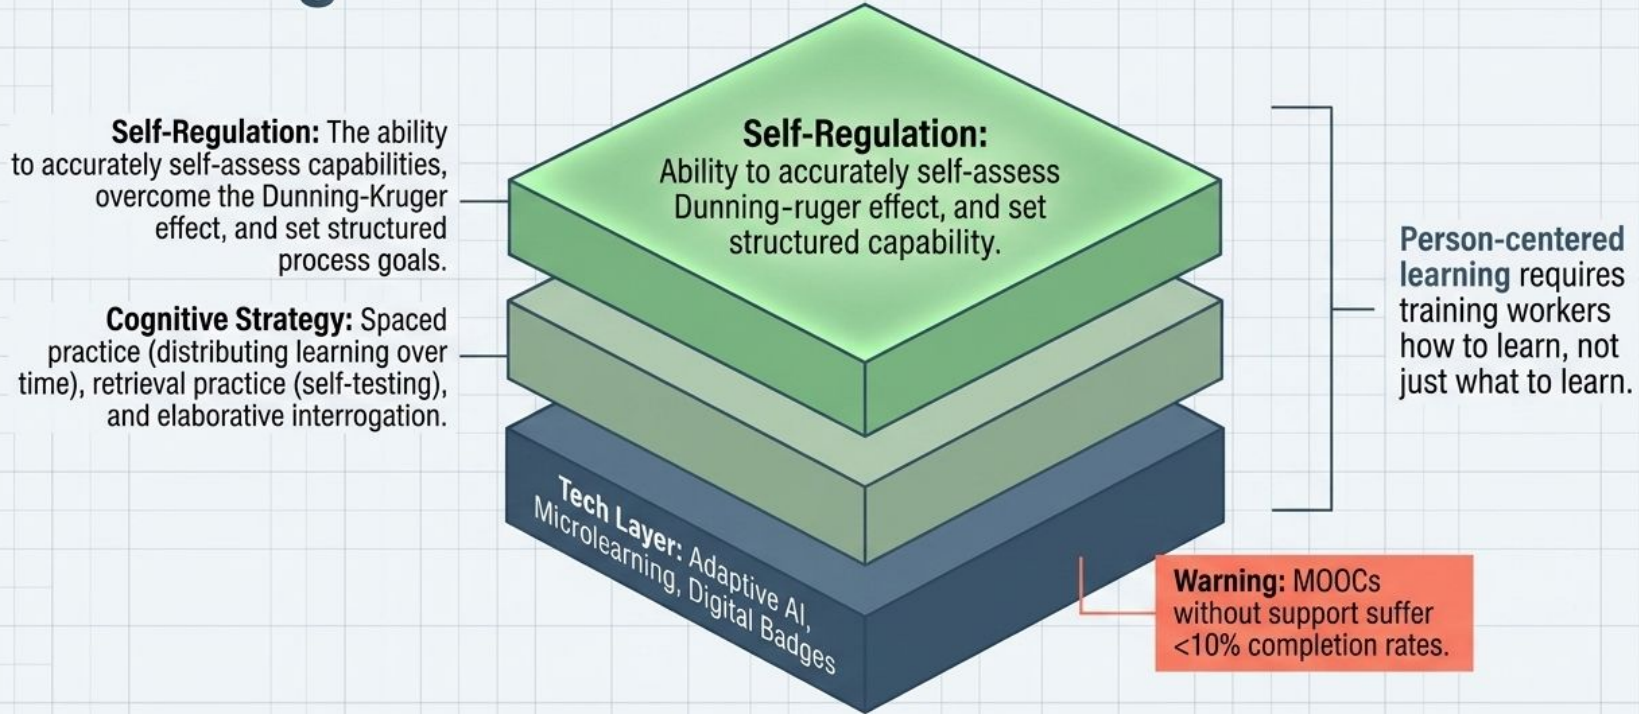 Self-Regulation: The ability
to accurately self-assess capabilities,
overcome the Dunning-Kruger
effect, and set structured
process goals.
Cognitive Strategy: Spaced
practice (distributing learning over
time), retrieval practice (self-testing),
and elaborative interrogation.
Self-Regulation:
Ability to accurately self-assess
Dunning-ruger effect, and set
structured capability.
Tech Layer: Adaptive AI,
Microlearning, Digital Badges
Person-centered
learning requires
training workers
how to learn, not
just what to learn.
Warning: MOOCs
without support suffer
<10% completion rates.